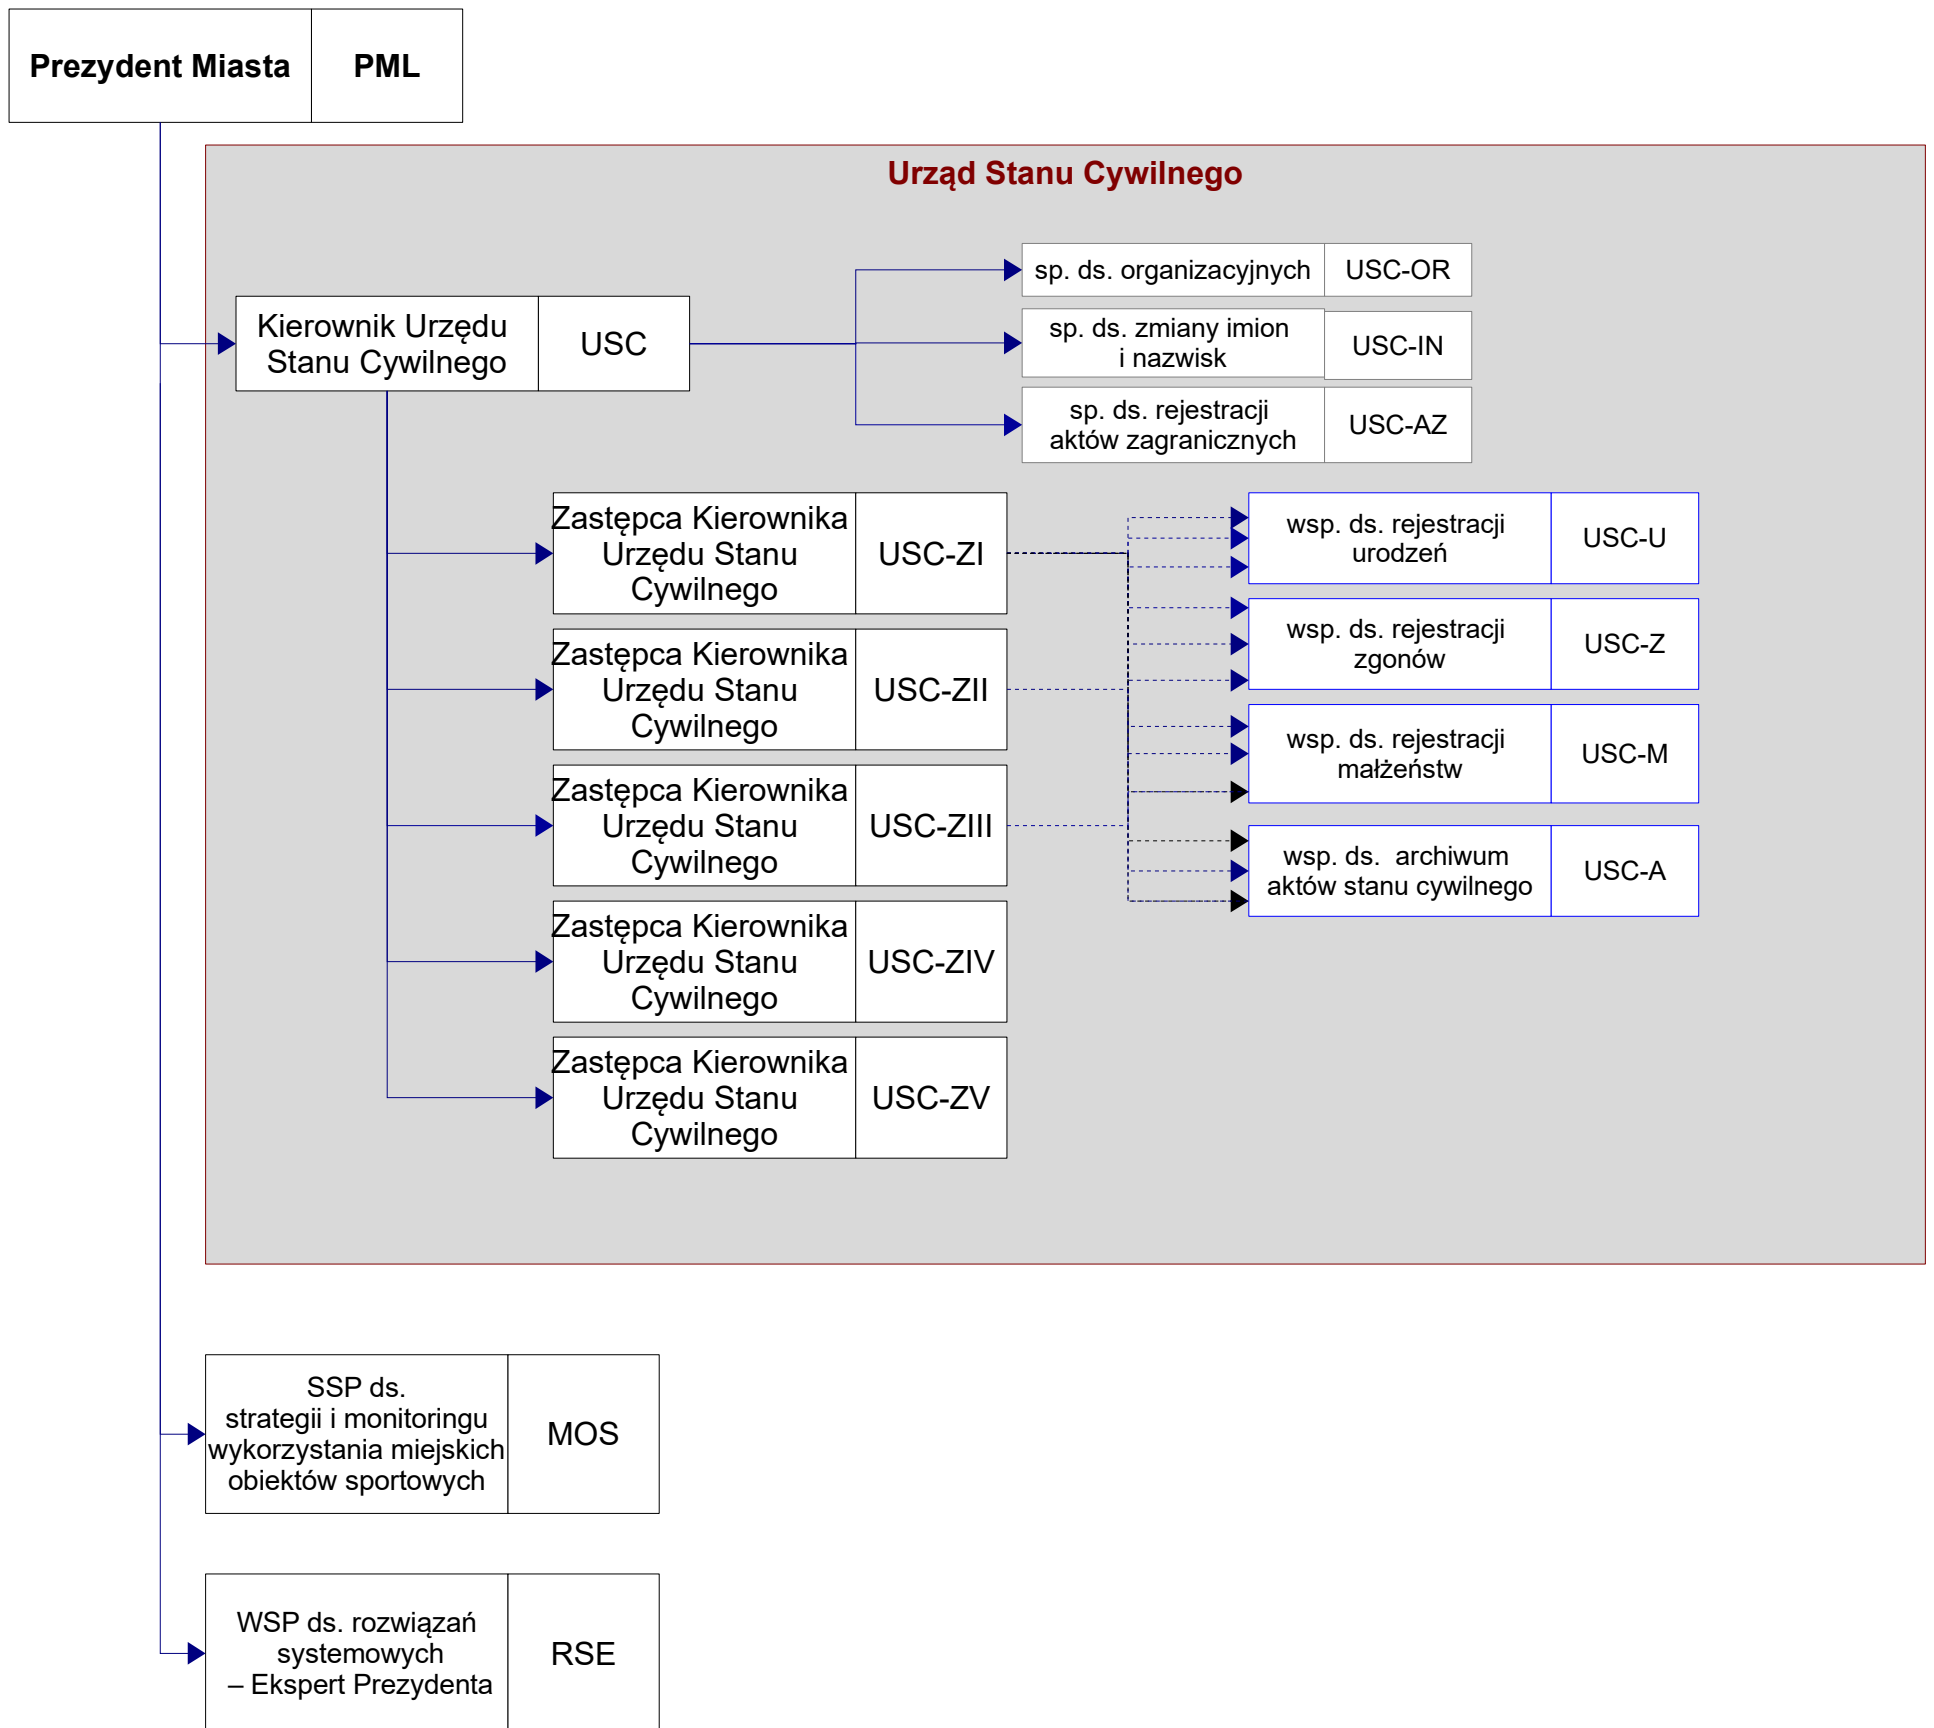 Prezydent Miasta
PML
Urząd Stanu Cywilnego
Kierownik Urzędu
Stanu Cywilnego
USC
sp. ds. organizacyjnych
USC-OR
sp. ds. zmiany imion
i nazwisk
USC-IN
sp. ds. rejestracji
aktów zagranicznych
USC-AZ
Zastępca Kierownika
Urzędu Stanu
Cywilnego
USC-ZI
Zastępca Kierownika
Urzędu Stanu
Cywilnego
USC-ZII
Zastępca Kierownika
Urzędu Stanu
Cywilnego
USC-ZIII
Zastępca Kierownika
Urzędu Stanu
Cywilnego
USC-ZIV
Zastępca Kierownika
Urzędu Stanu
Cywilnego
USC-ZV
wsp. ds. rejestracji
urodzeń
USC-U
wsp. ds. rejestracji
zgonów
USC-Z
wsp. ds. rejestracji
małżeństw
USC-M
wsp. ds. archiwum
aktów stanu cywilnego
USC-A
SSP ds.
strategii i monitoringu
wykorzystania miejskich
obiektów sportowych
MOS
WSP ds. rozwiązań
systemowych
– Ekspert Prezydenta
RSE